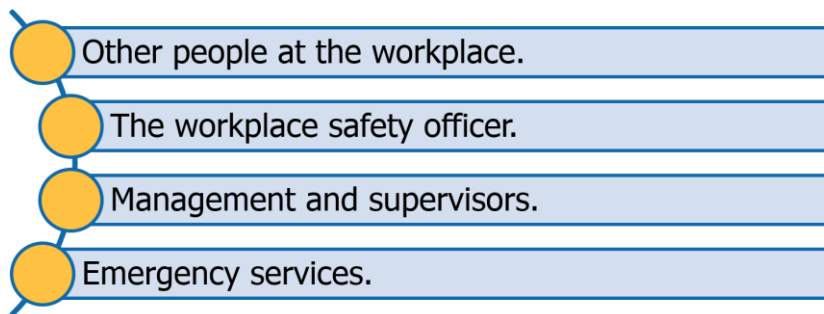 Other people at the workplace.
The workplace safety officer.
Management and supervisors.
Emergency services.